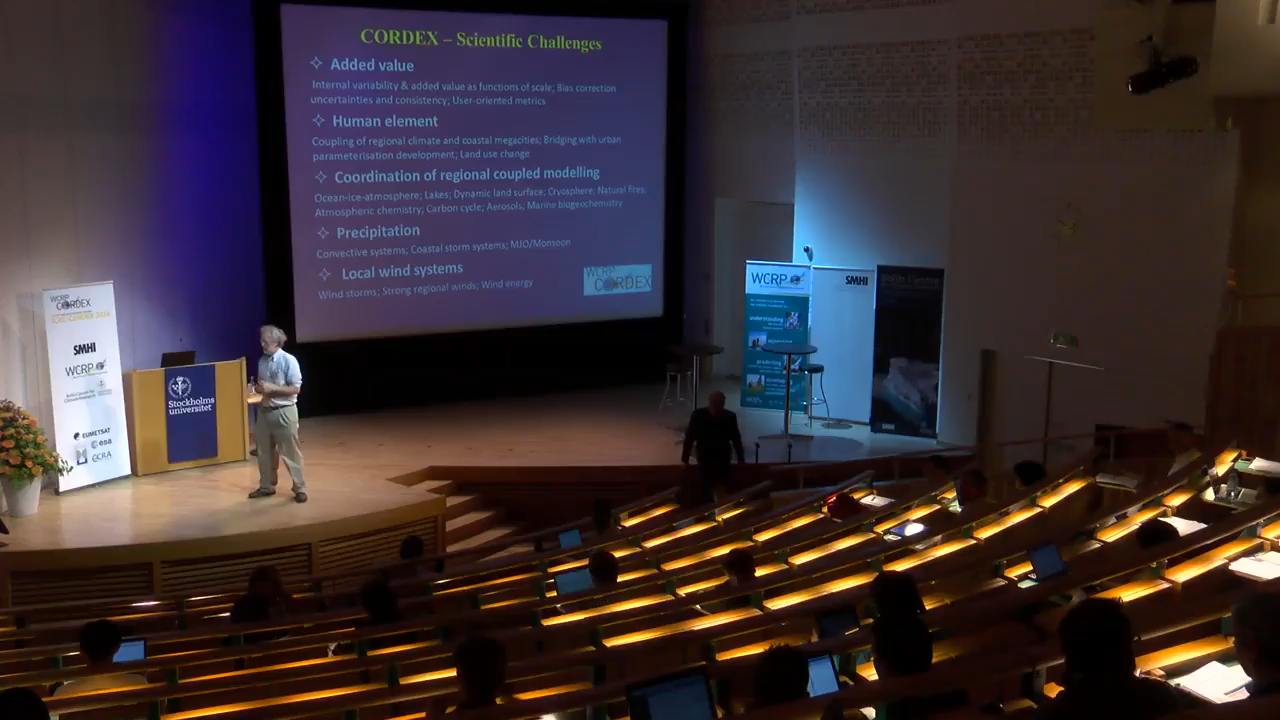 CORDEX – Scientific Challenges
Added value
Internal variability & added value as functions of scale; Bias correction
uncertainties and consistency; User-oriented metrics
Human element
Coupling of regional climate and coastal megacities; Bridging with urban
parameterisation development; Land use change
Coordination of regional coupled modelling
Ocean-ice-atmosphere; Lakes; Dynamic land surface; Cryosphere; Natural fires,
Atmospheric chemistry; Carbon cycle; Aerosols; Marine biogeochemistry
Precipitation
Convective systems; Coastal storm systems; MJO/Monsoon
Local wind systems
Wind storms; Strong regional winds; Wind energy
WCRP
CORDEX
WCRP
CORDEX
SMHI
WCRP
EUMETSAT
esa
Stockholms
universitet
WCRP
understanding
SMHI